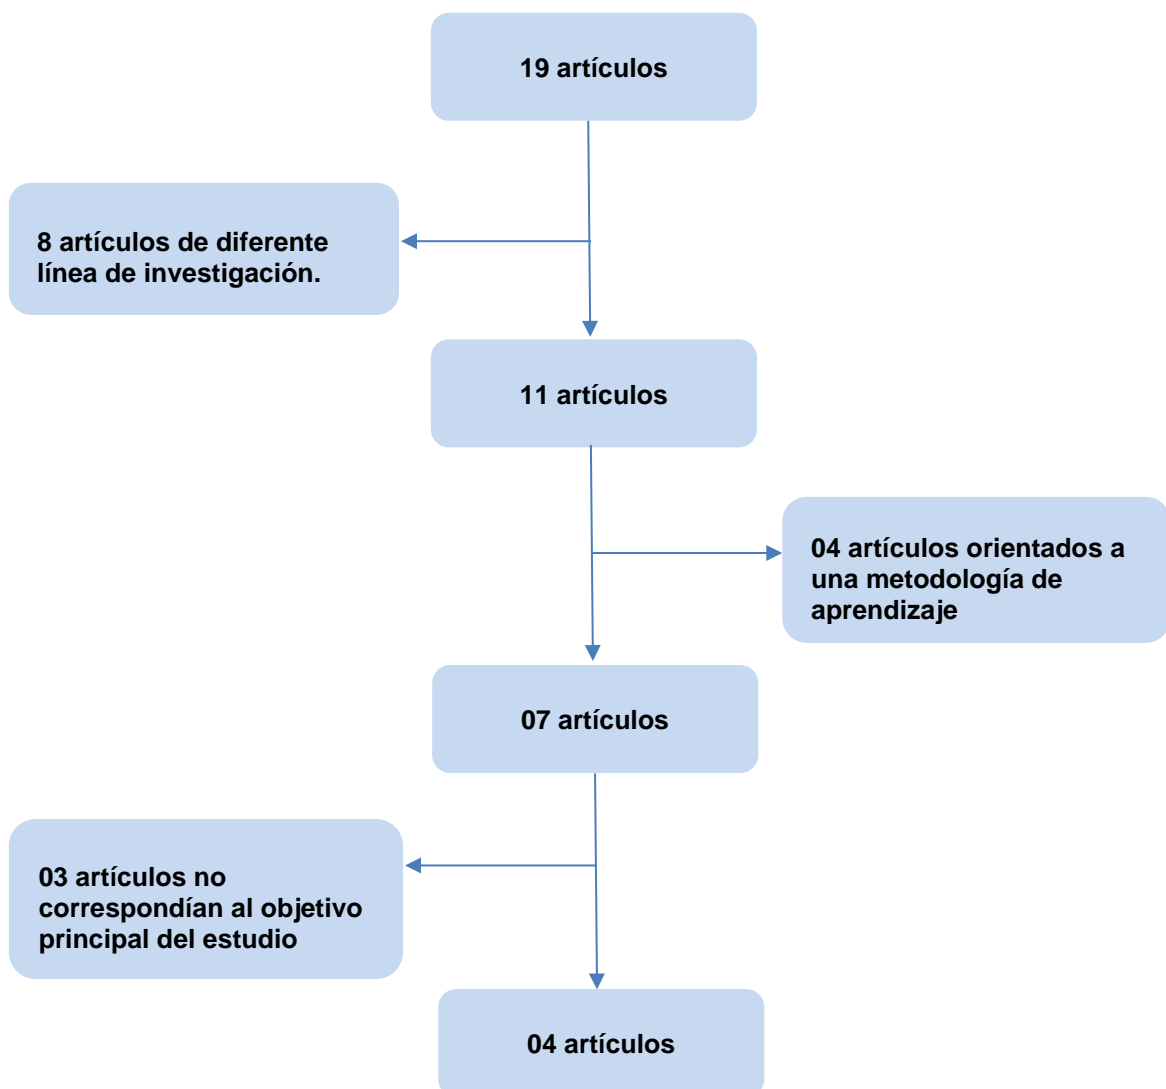 19 artículos
8 artículos de diferente
línea de investigación.
11 artículos
04 artículos orientados a
una metodología de
aprendizaje
07 artículos
03 artículos no
correspondían al objetivo
principal del estudio
04 artículos